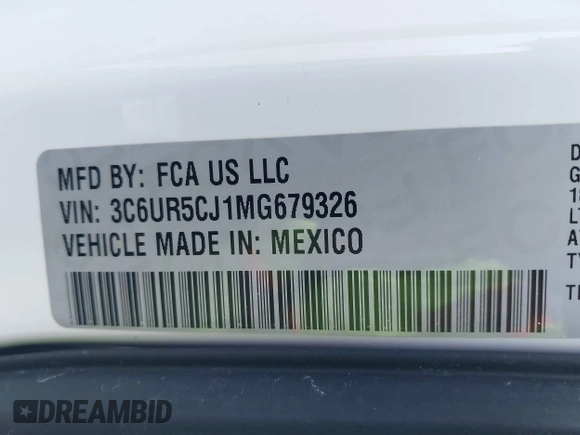 MFD BY: FCA US LLC
VIN: 3C6UR5CJ1MG679326
VEHICLE MADE IN: MEXICO
DREAMBID